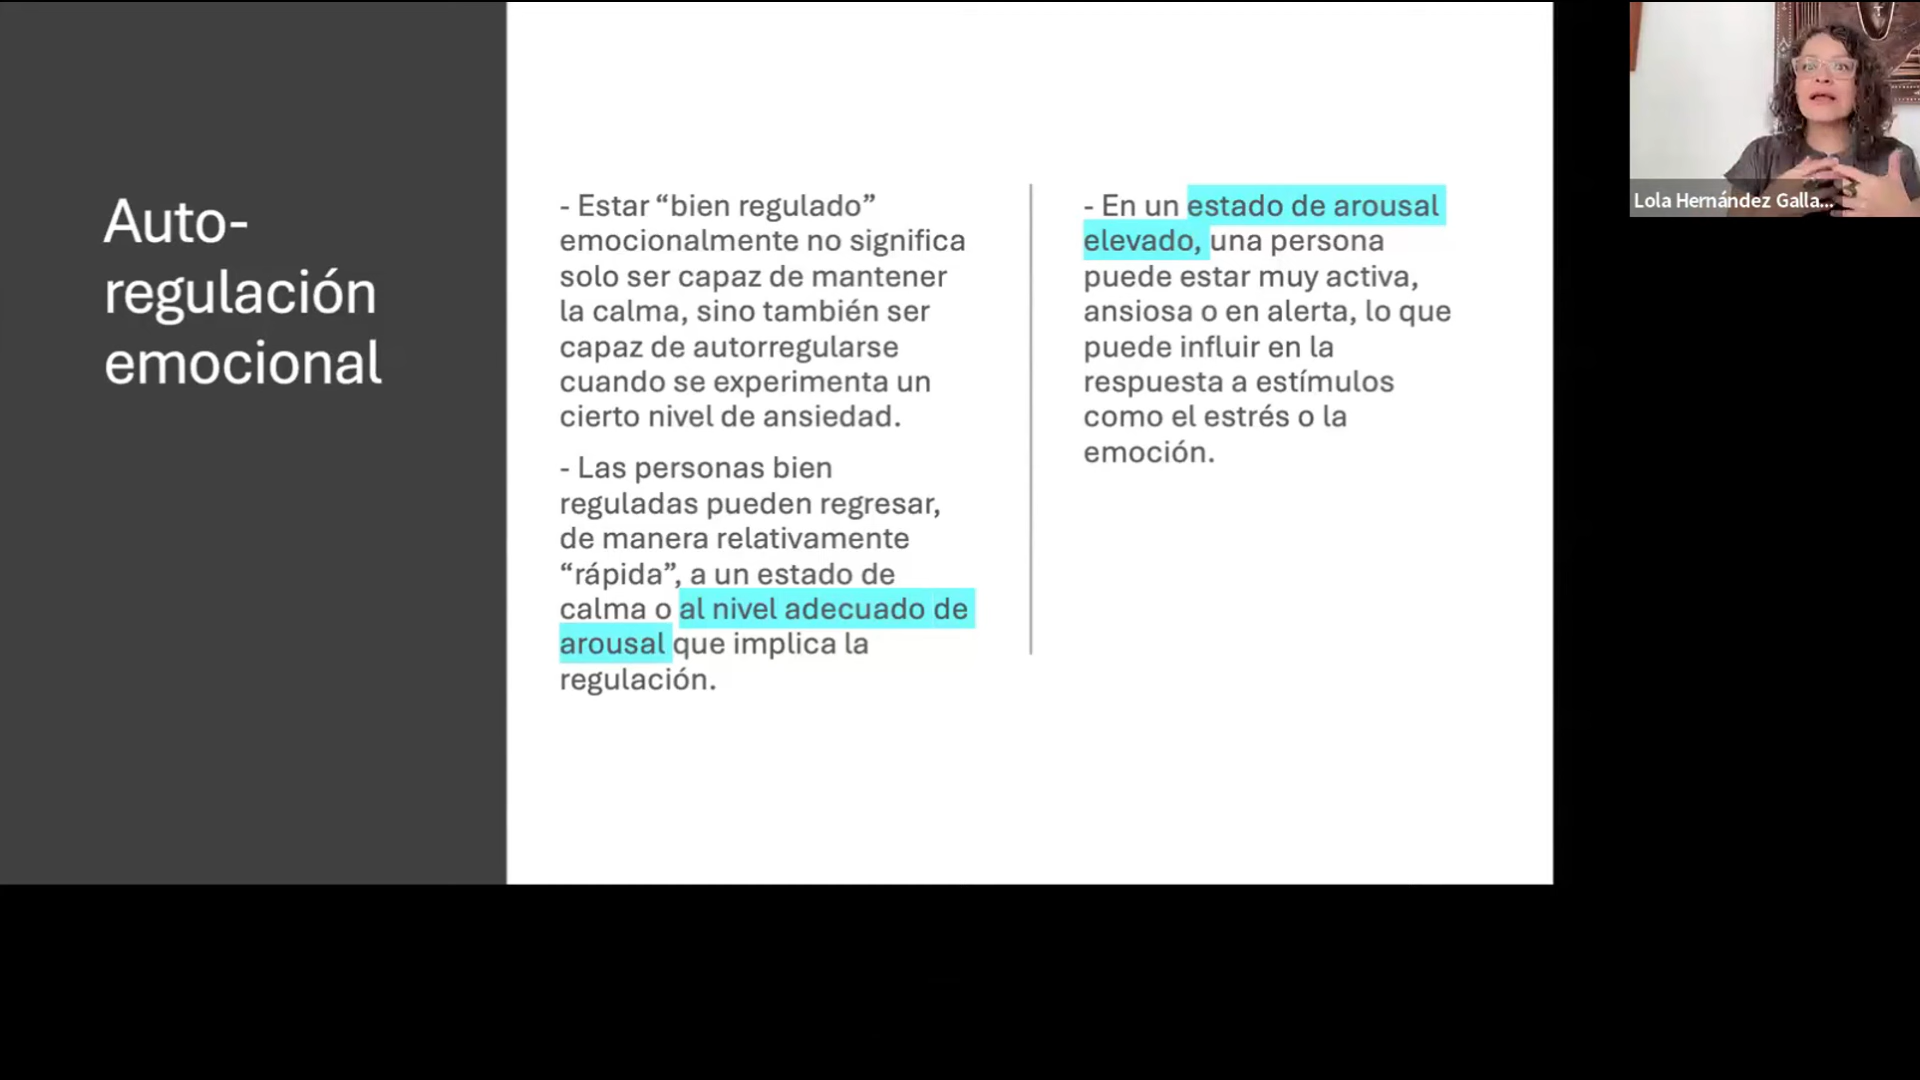 Auto-
regulación
emocional
- Estar “bien regulado”
emocionalmente no significa
solo ser capaz de mantener
la calma, sino también ser
capaz de autorregularse
cuando se experimenta un
cierto nivel de ansiedad.
- Las personas bien
reguladas pueden regresar,
de manera relativamente
“rápida”, a un estado de
calma o al nivel adecuado de
arousal que implica la
regulación.
- En un estado de arousal
elevado, una persona
puede estar muy activa,
ansiosa o en alerta, lo que
puede influir en la
respuesta a estímulos
como el estrés o la
emoción.
Lola Hernández Galla...